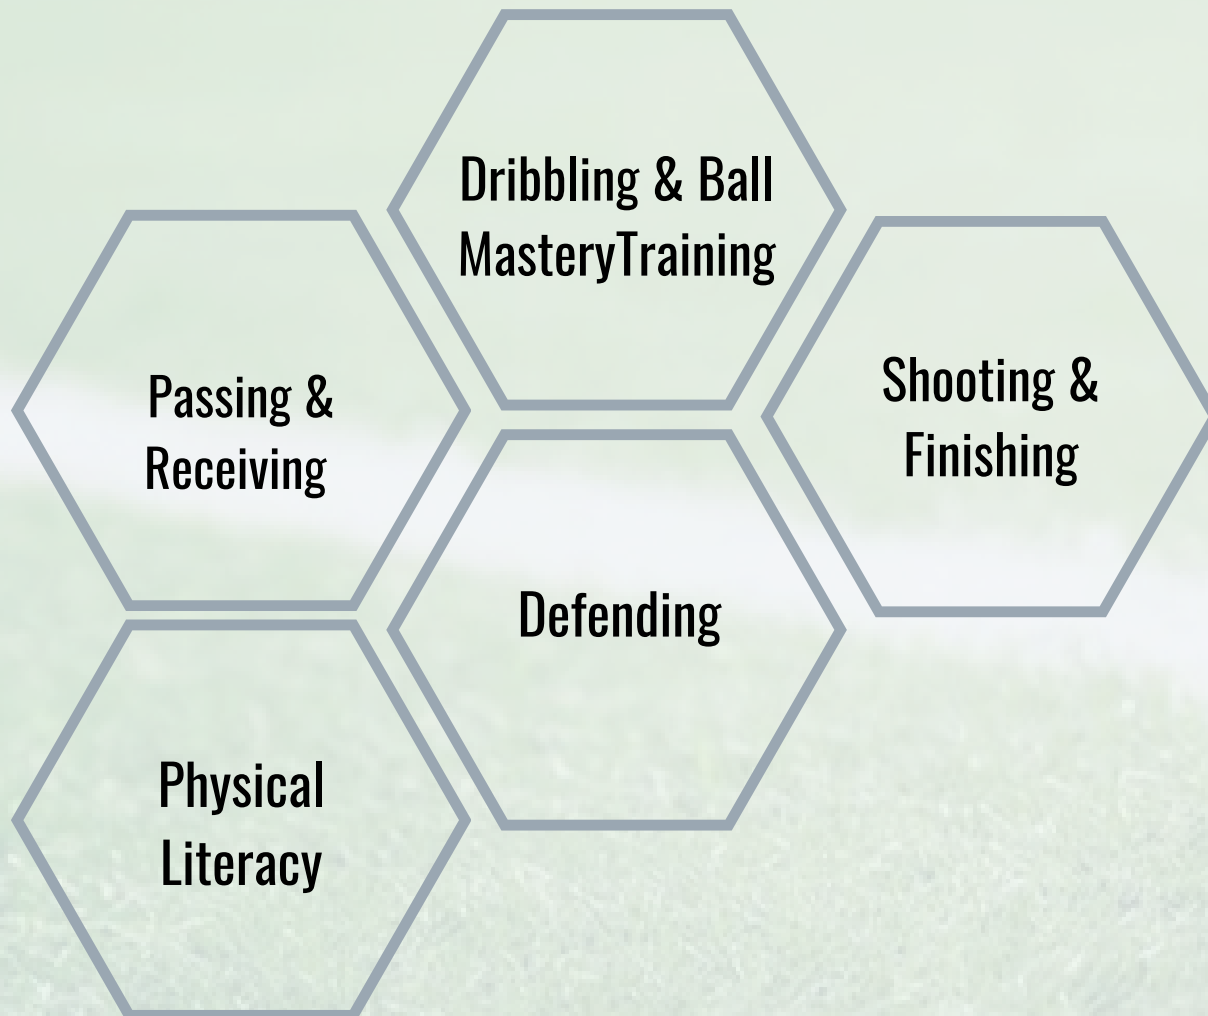 Dribbling & Ball
MasteryTraining
Passing &
Receiving
Shooting &
Finishing
Defending
Physical
Literacy